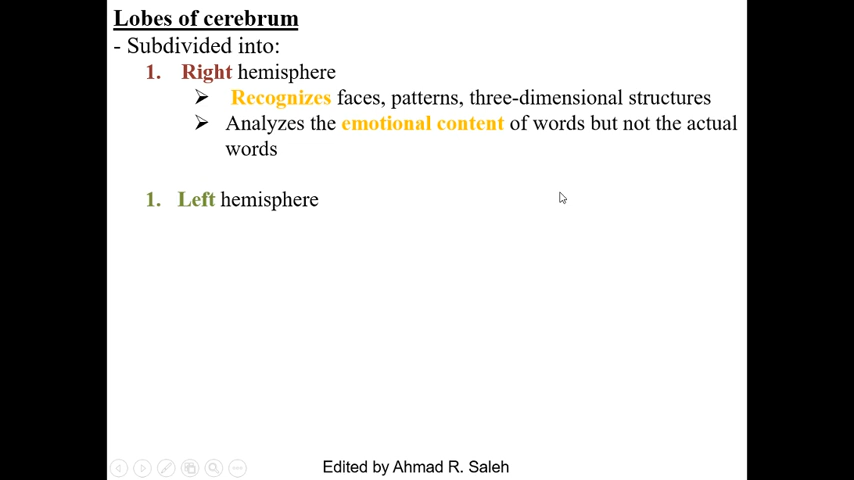 Lobes of cerebrum
- Subdivided into:
1. Right hemisphere
➢ Recognizes faces, patterns, three-dimensional structures
➢ Analyzes the emotional content of words but not the actual
words
1. Left hemisphere
Edited by Ahmad R. Saleh